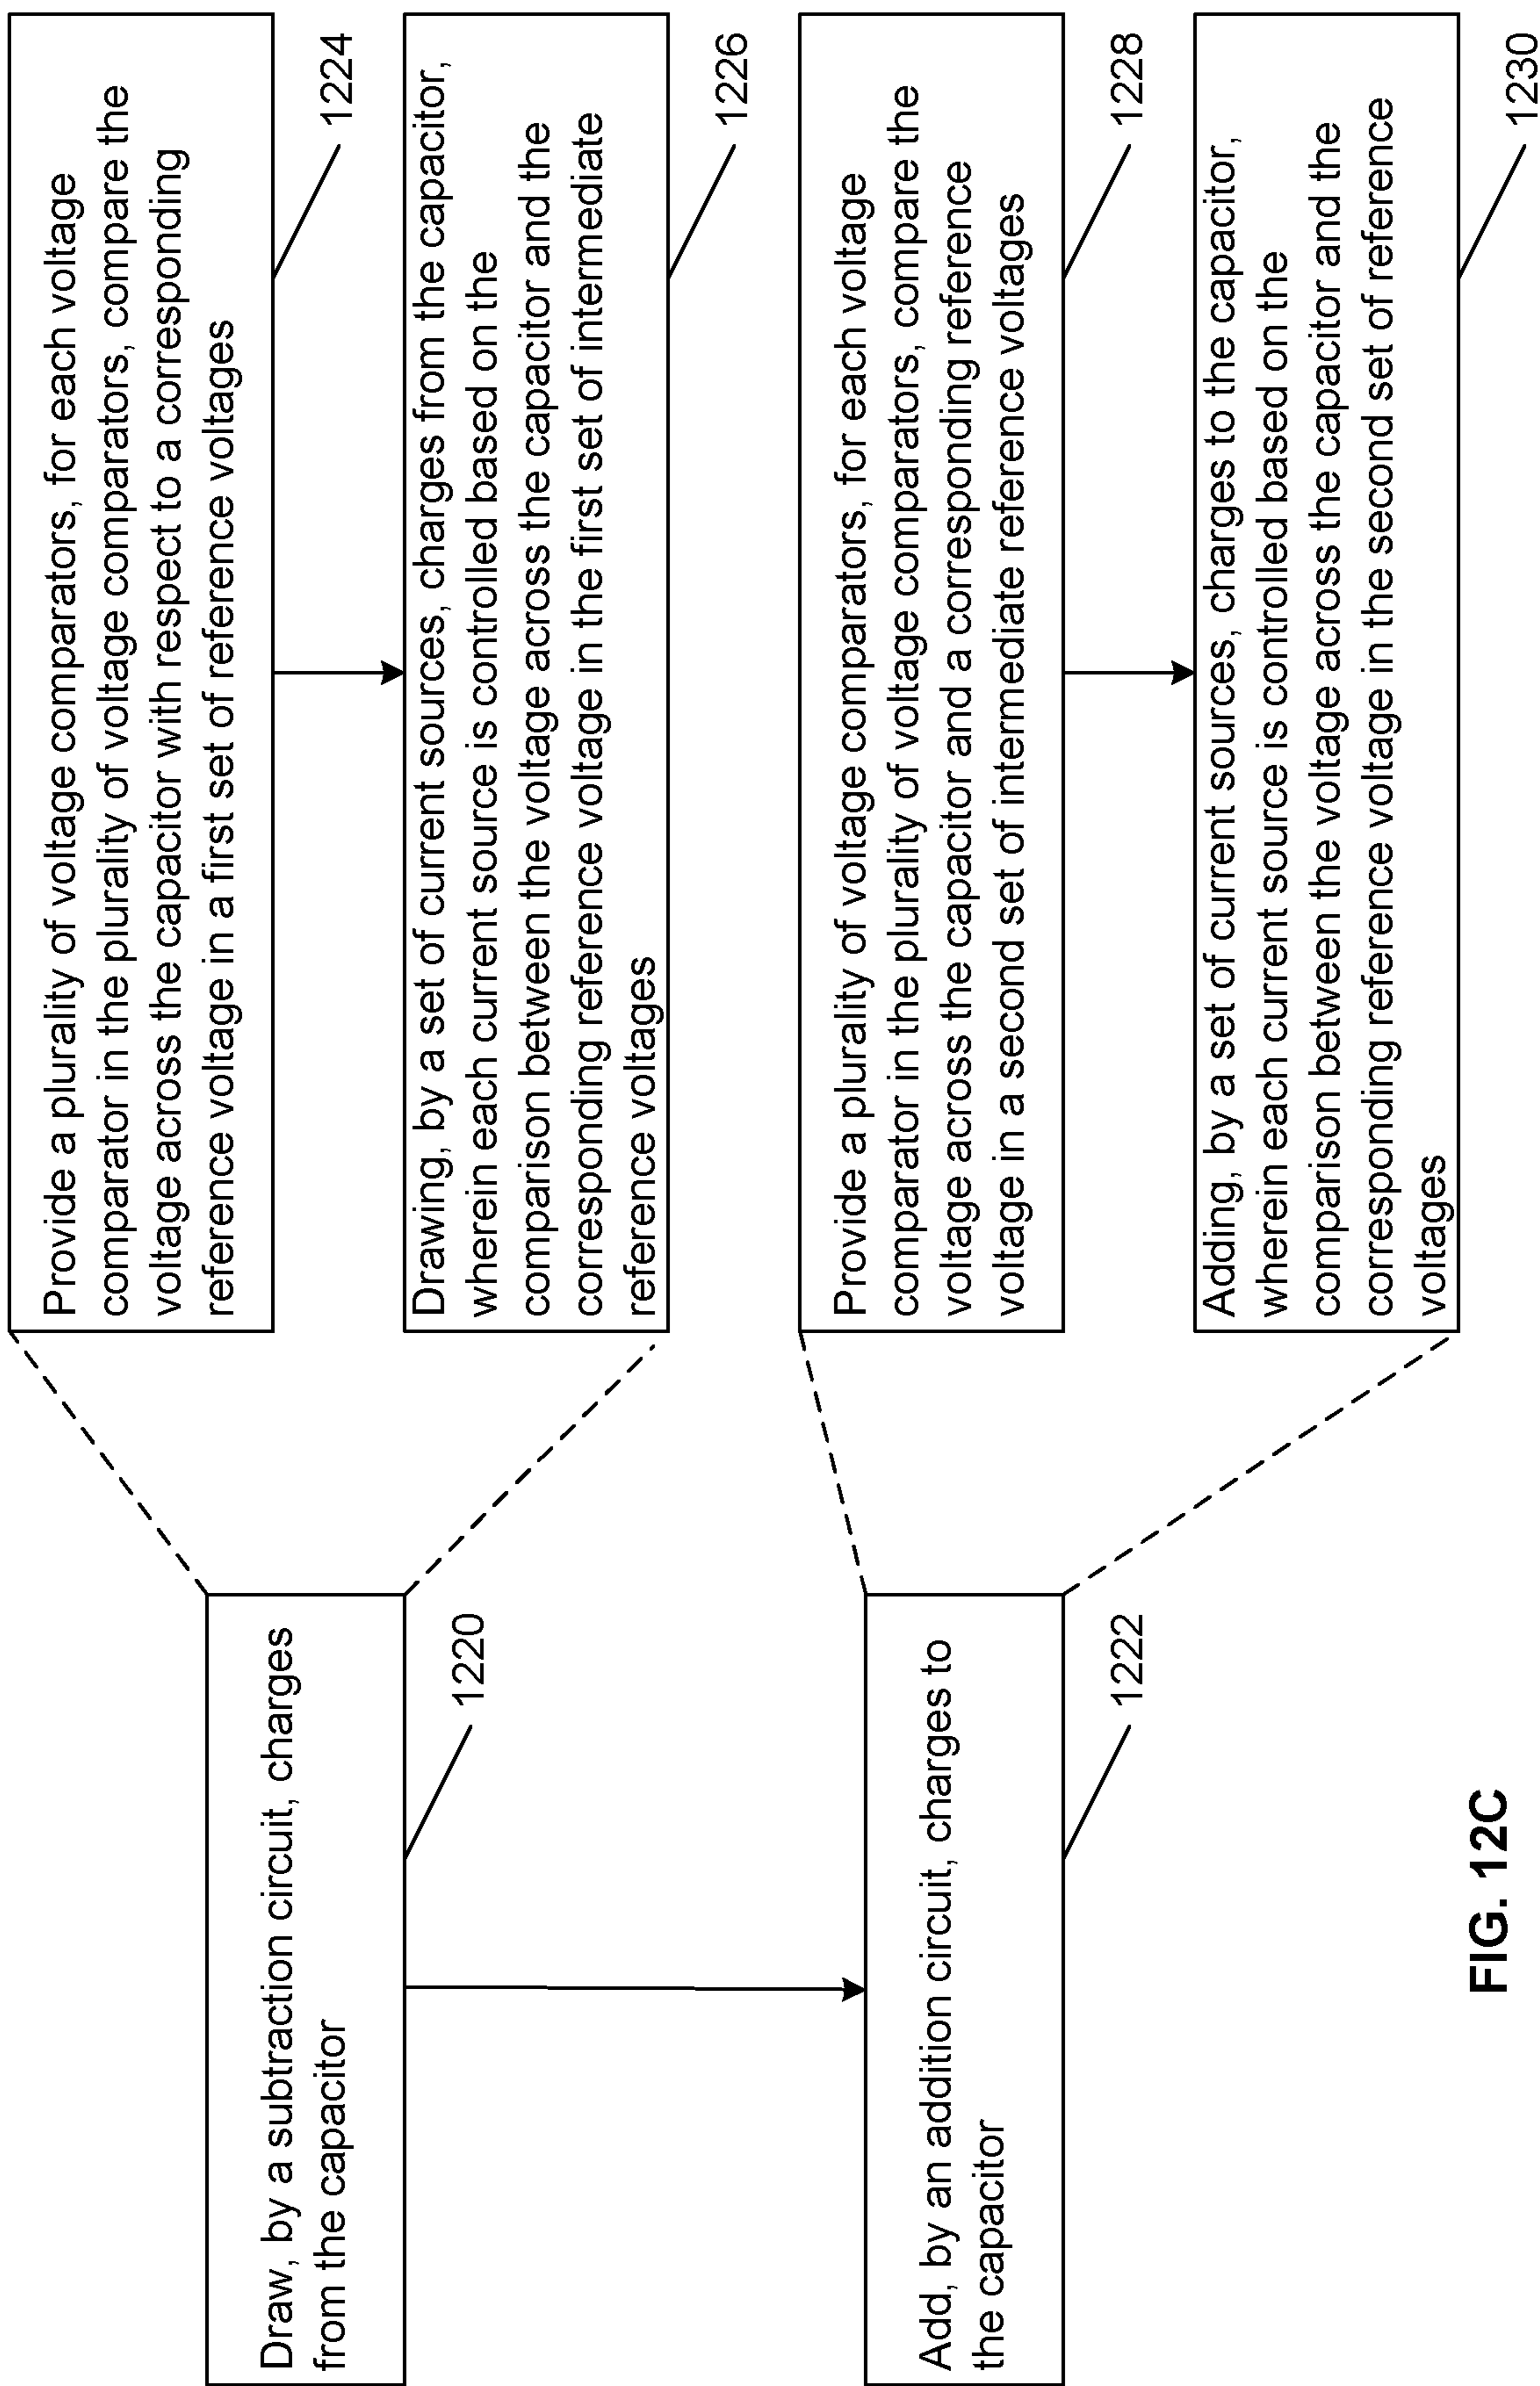 Draw, by a subtraction circuit, charges
from the capacitor
1220
Add, by an addition circuit, charges to
the capacitor
1222
Provide a plurality of voltage comparators, for each voltage
comparator in the plurality of voltage comparators, compare the
voltage across the capacitor with respect to a corresponding
reference voltage in a first set of reference voltages
1224
Drawing, by a set of current sources, charges from the capacitor,
wherein each current source is controlled based on the
comparison between the voltage across the capacitor and the
corresponding reference voltage in the first set of intermediate
reference voltages
1226
Provide a plurality of voltage comparators, for each voltage
comparator in the plurality of voltage comparators, compare the
voltage across the capacitor and a corresponding reference
voltage in a second set of intermediate reference voltages
1228
Adding, by a set of current sources, charges to the capacitor,
wherein each current source is controlled based on the
comparison between the voltage across the capacitor and the
corresponding reference voltage in the second set of reference
voltages
1230
FIG. 12C